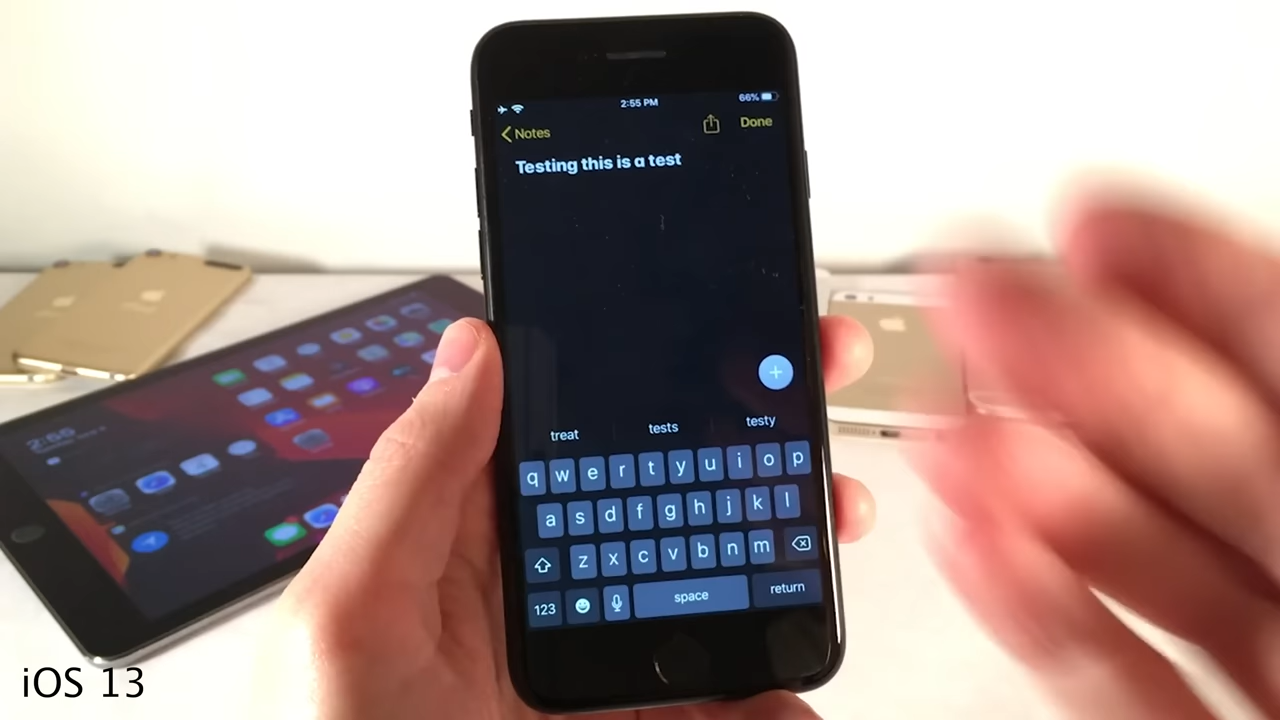 2:55 PM
66%
Notes
Done
Testing this is a test
treat tests testy
q w e r t y u i o p
a s d f g h j k l
z x c v b n m
123 space return
iOS 13